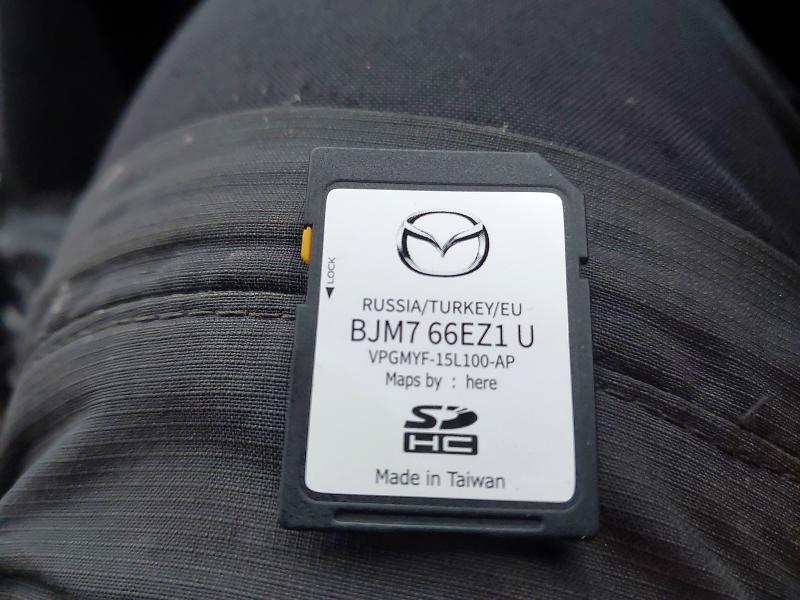 ◀LOCK
RUSSIA/TURKEY/EU
BJM7 66EZ1 U
VPGMYF-15L100-AP
Maps by : here
SD
HC
Made in Taiwan